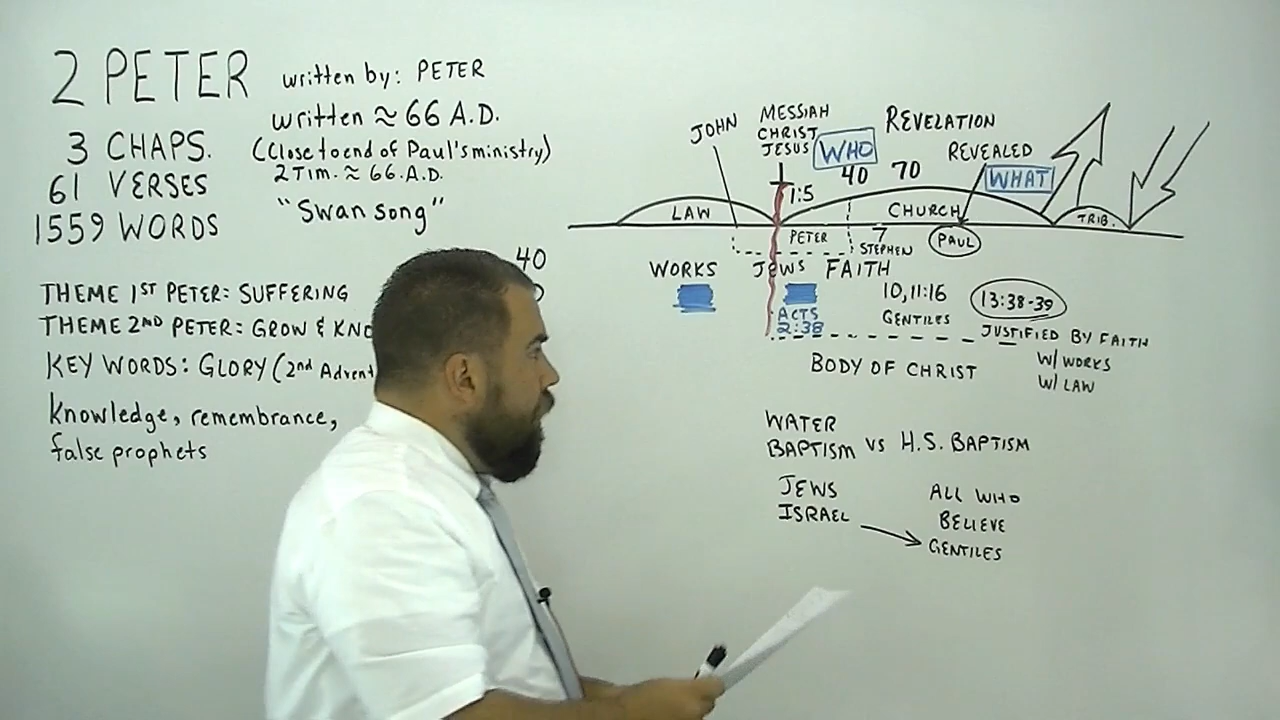 2 PETER
written by: PETER
written ≈ 66 A.D.
(Close to end of Paul's ministry)
2 Tim. ≈ 66 A.D.
"Swan song"
3 CHAPS.
61 VERSES
1559 WORDS
40
THEME 1ST PETER: SUFFERING
THEME 2ND PETER: GROW &
KEY WORDS: GLORY (2nd Advent
Knowledge, remembrance,
false prophets
JOHN
MESSIAH
CHRIST
JESUS
WHO
REVELATION
REVEALED
WHAT
40 70
1:5
LAW
CHURCH
TRIB.
PETER
7
STEPHEN
PAUL
WORKS
JEWS
FAITH
ACTS
2:38
10,11:16
GENTILES
13:38-39
JUSTIFIED BY FAITH
W/ WORKS
W/ LAW
BODY OF CHRIST
WATER
BAPTISM VS H.S. BAPTISM
JEWS
ISRAEL
ALL WHO
BELIEVE
GENTILES